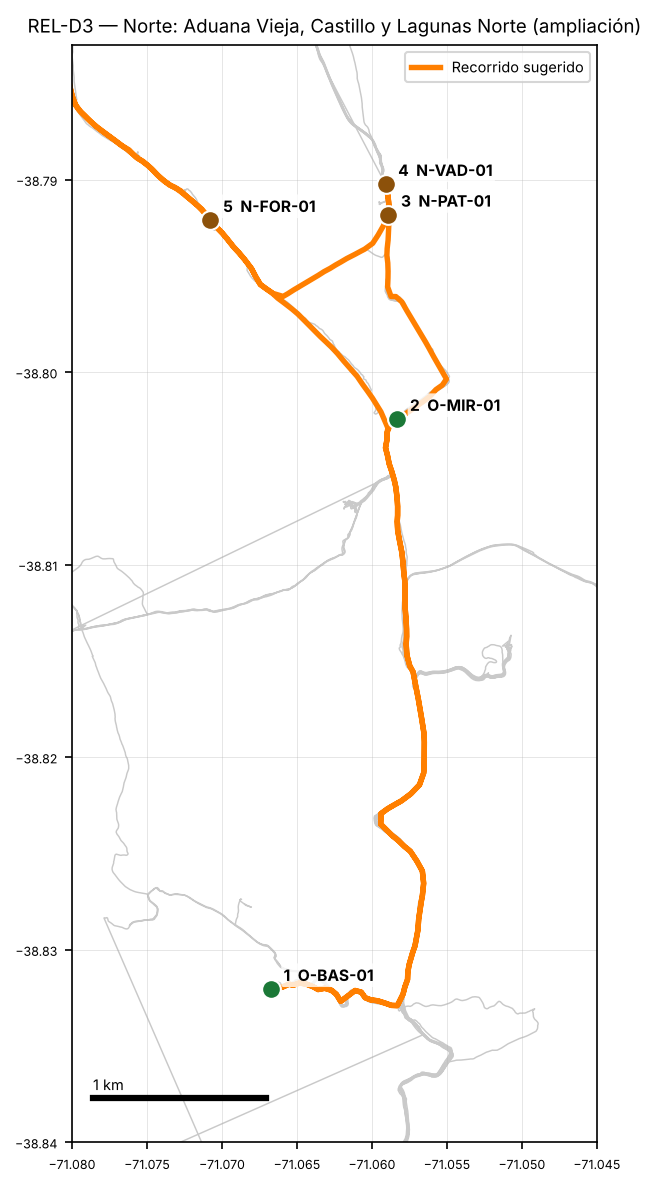 REL-D3 — Norte: Aduana Vieja, Castillo y Lagunas Norte (ampliación)
Recorrido sugerido
4 N-VAD-01
3 N-PAT-01
5 N-FOR-01
2 O-MIR-01
1 O-BAS-01
1 km
−38.79
−38.80
−38.81
−38.82
−38.83
−38.84
−71.080 −71.075 −71.070 −71.065 −71.060 −71.055 −71.050 −71.045